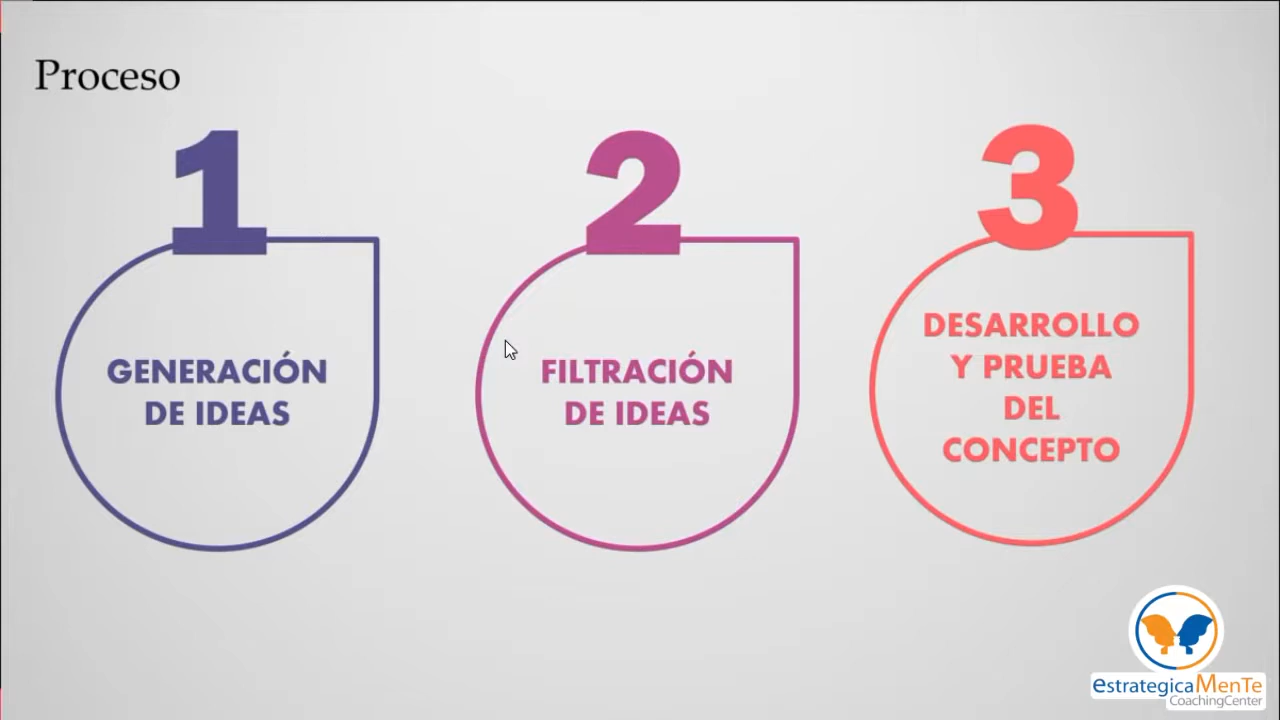 Proceso
1
GENERACIÓN
DE IDEAS
2
FILTRACIÓN
DE IDEAS
3
DESARROLLO
Y PRUEBA
DEL
CONCEPTO
estrategicaMenTe
CoachingCenter